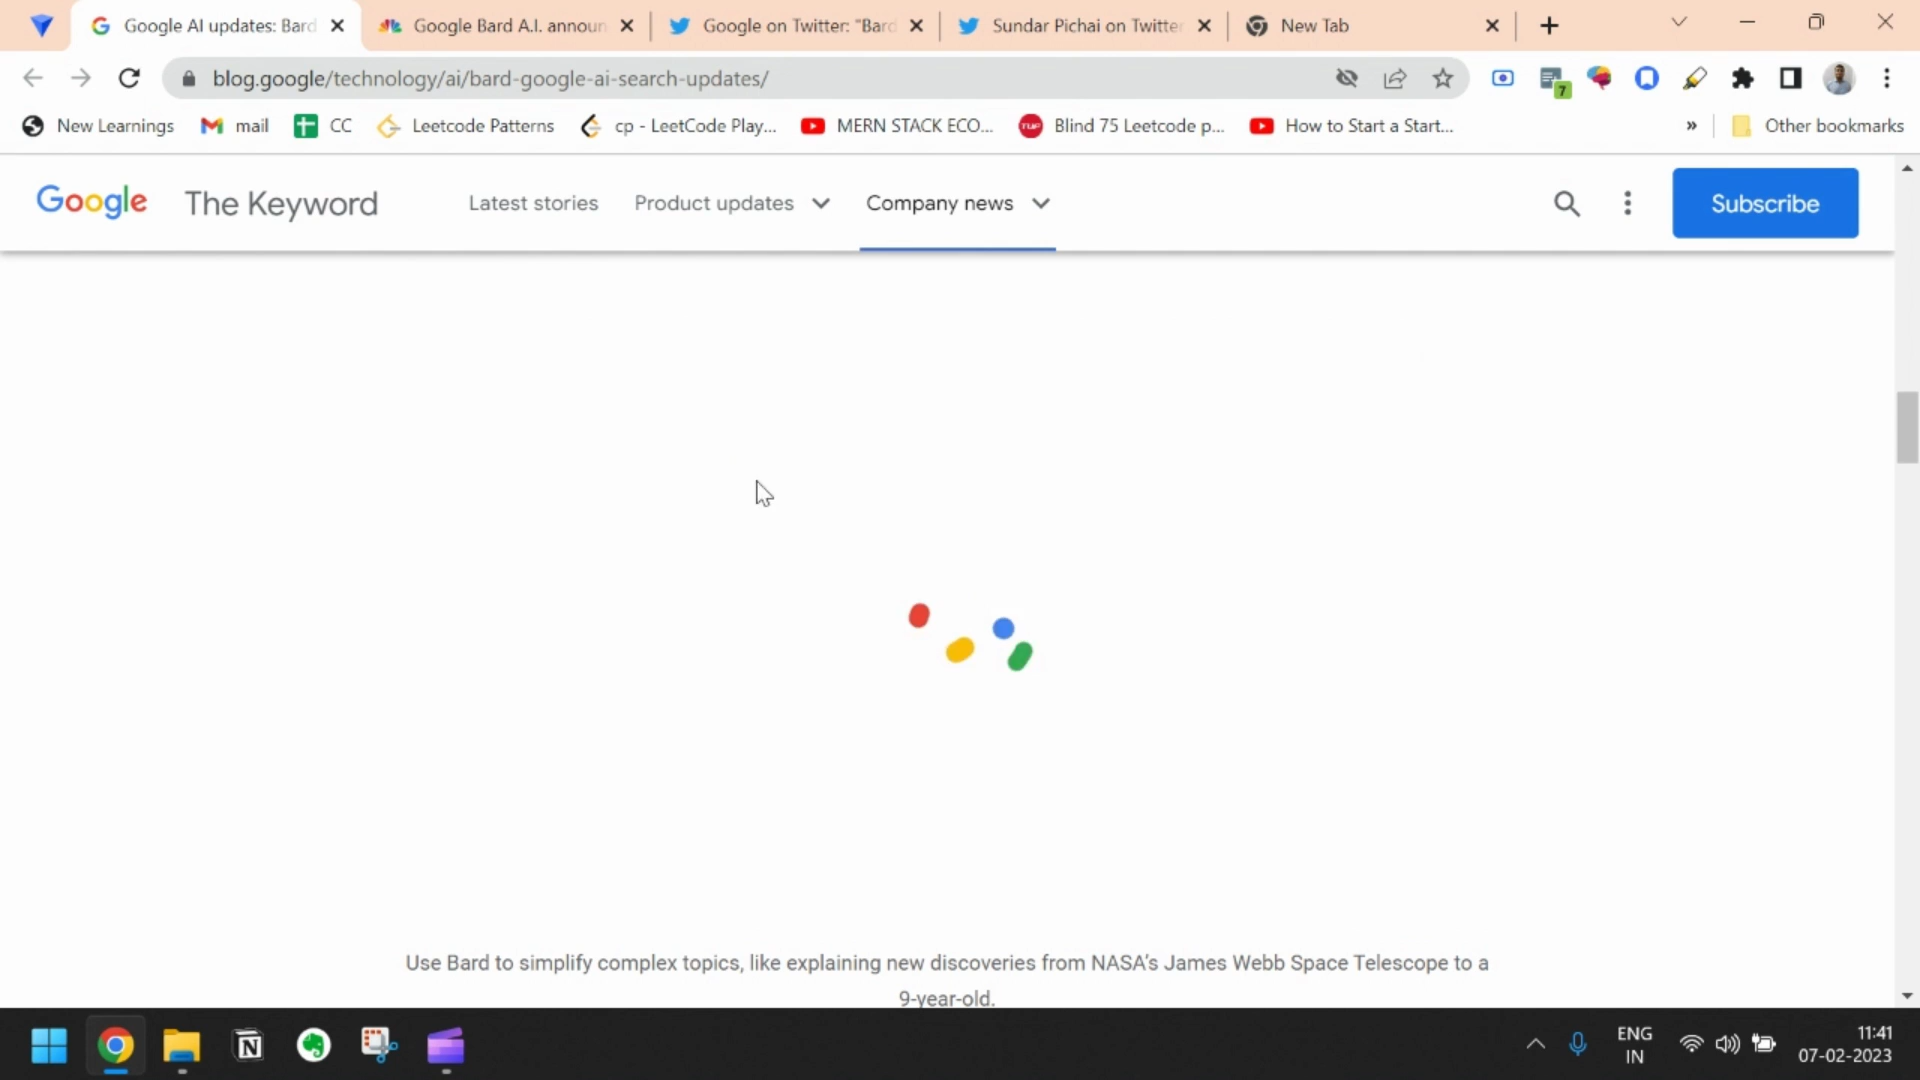 Google AI updates: Bard
Google Bard A.I. announ
Google on Twitter: "Bard
Sundar Pichai on Twitter
New Tab
blog.google/technology/ai/bard-google-ai-search-updates/
7
New Learnings
mail
CC
Leetcode Patterns
cp - LeetCode Play...
MERN STACK ECO...
TUF
Blind 75 Leetcode p...
How to Start a Start...
»
Other bookmarks
Google The Keyword
Latest stories
Product updates
Company news
Subscribe
Use Bard to simplify complex topics, like explaining new discoveries from NASA's James Webb Space Telescope to a
9-year-old.
ENG
IN
11:41
07-02-2023